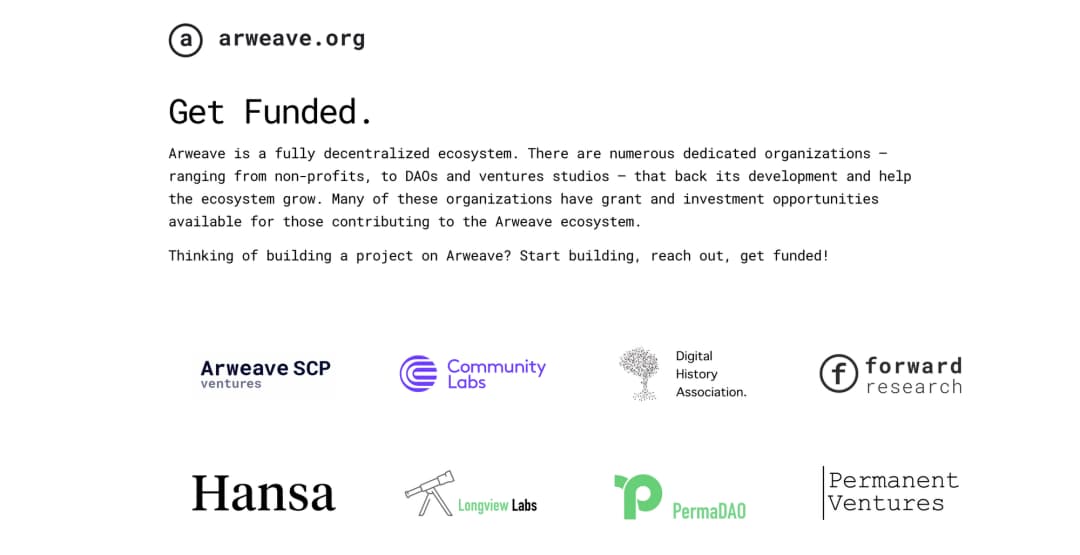 a arweave.org
Get Funded.
Arweave is a fully decentralized ecosystem. There are numerous dedicated organizations —
ranging from non-profits, to DAOs and ventures studios — that back its development and help
the ecosystem grow. Many of these organizations have grant and investment opportunities
available for those contributing to the Arweave ecosystem.
Thinking of building a project on Arweave? Start building, reach out, get funded!
Arweave SCP
ventures
Community
Labs
Digital
History
Association.
f forward
research
Hansa
Longview Labs
PermaDAO
Permanent
Ventures